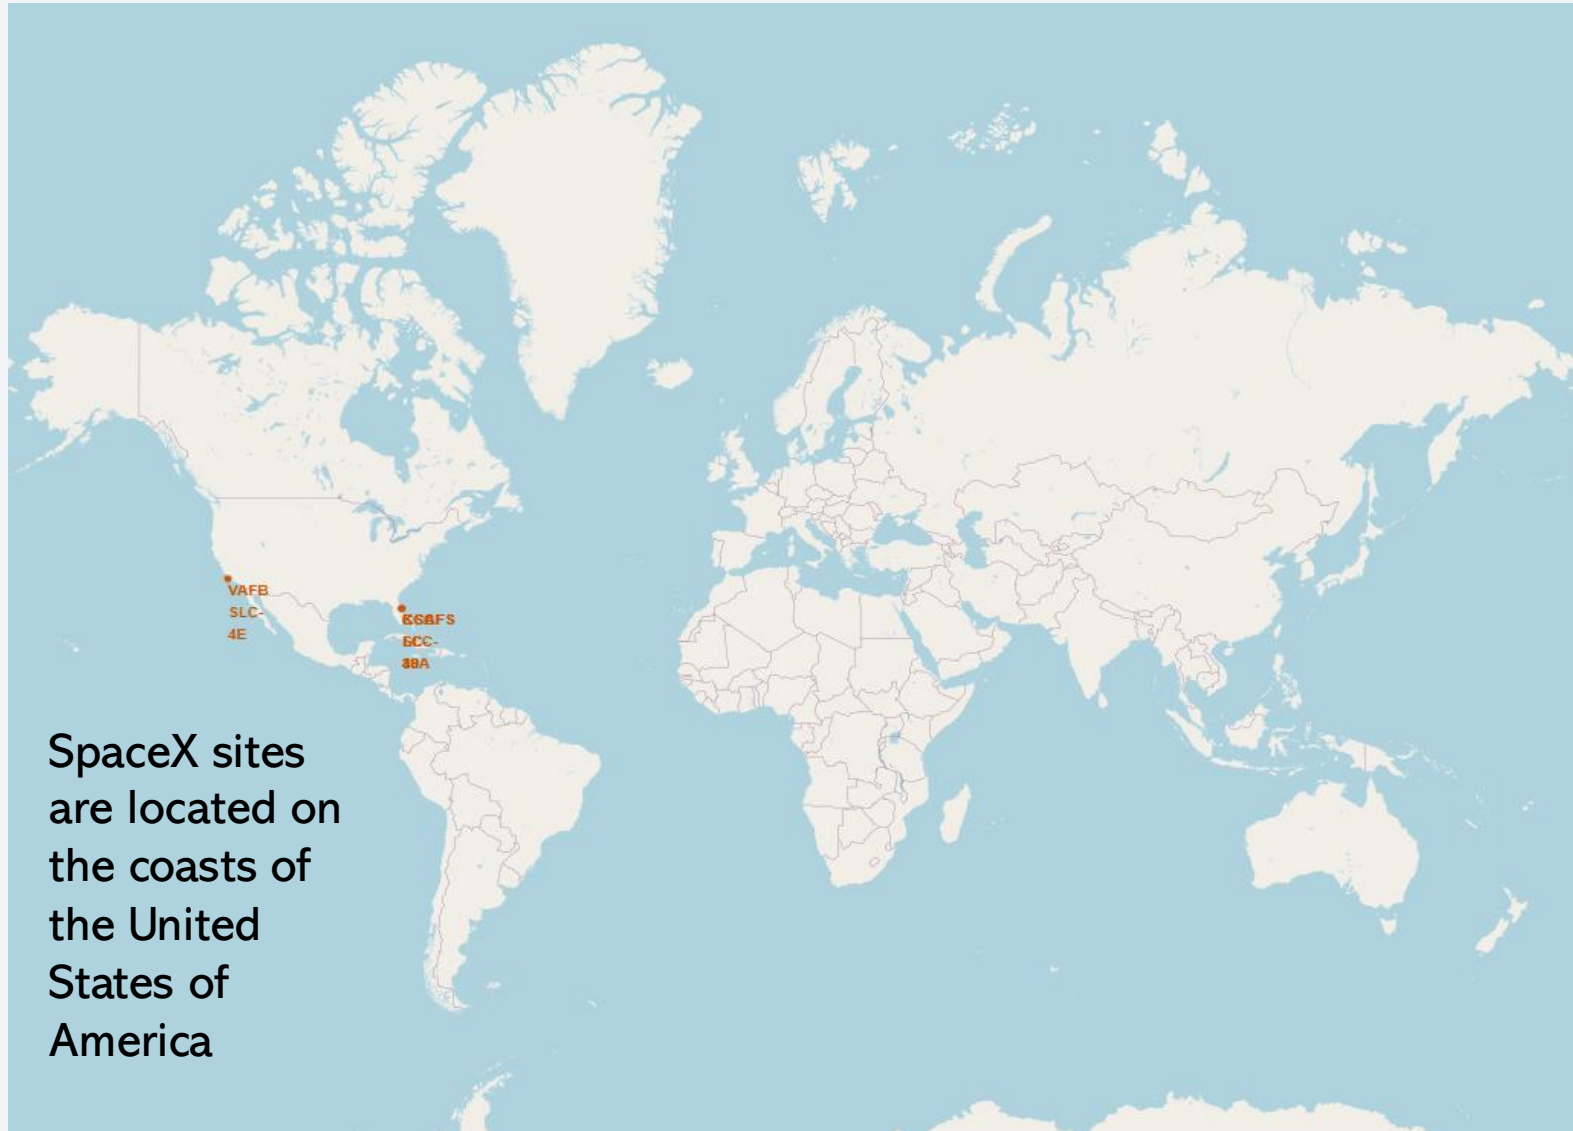 VAFB
SLC-
4E
SpaceX sites
are located on
the coasts of
the United
States of
America